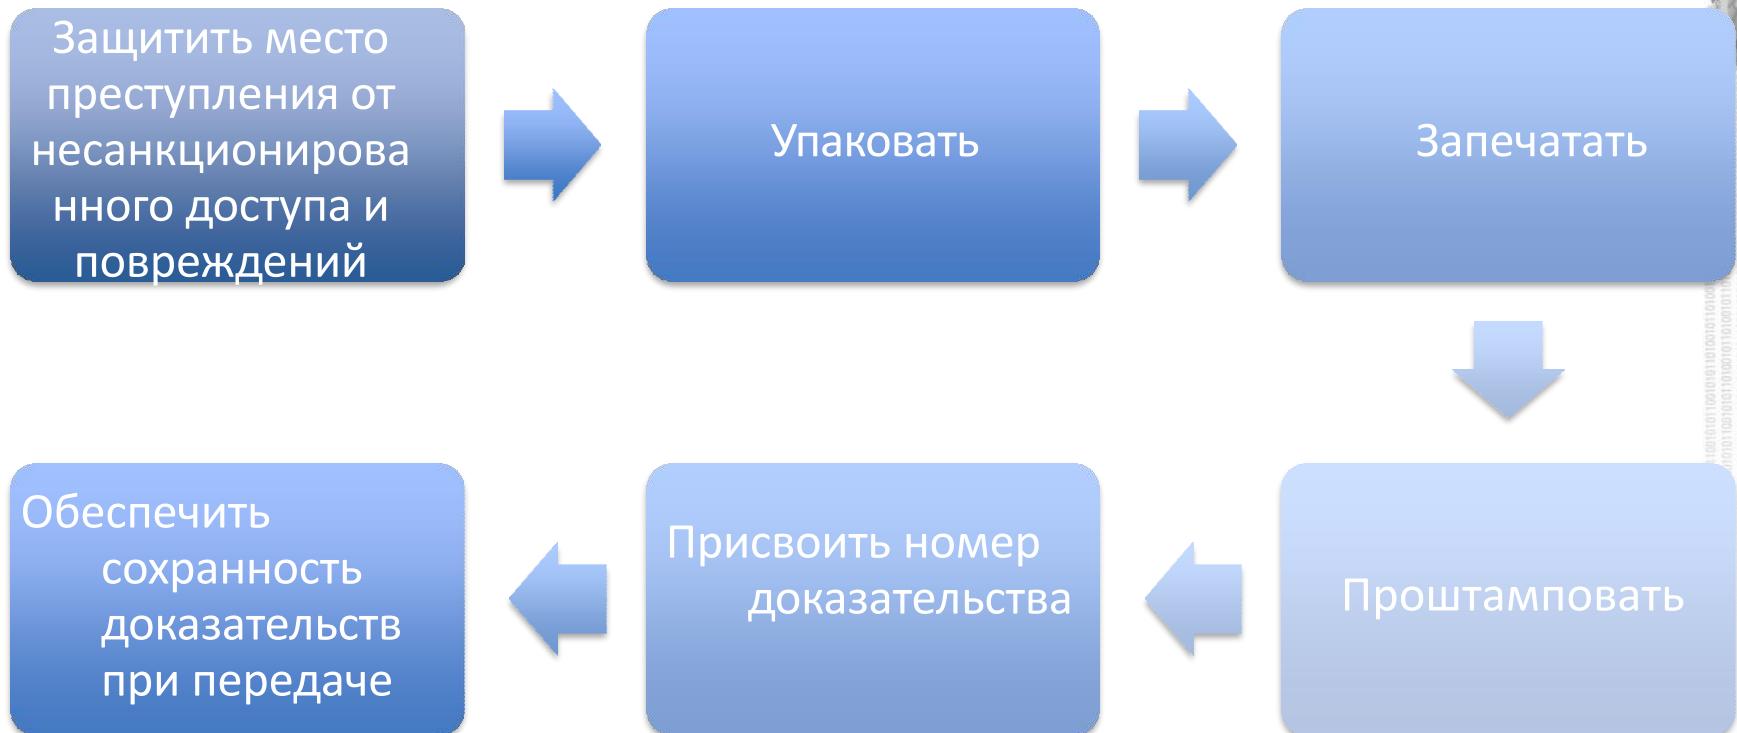 Защитить место
преступления от
несанкционирова
нного доступа и
повреждений
Упаковать
Запечатать
Обеспечить
сохранность
доказательств
при передаче
Присвоить номер
доказательства
Проштамповать